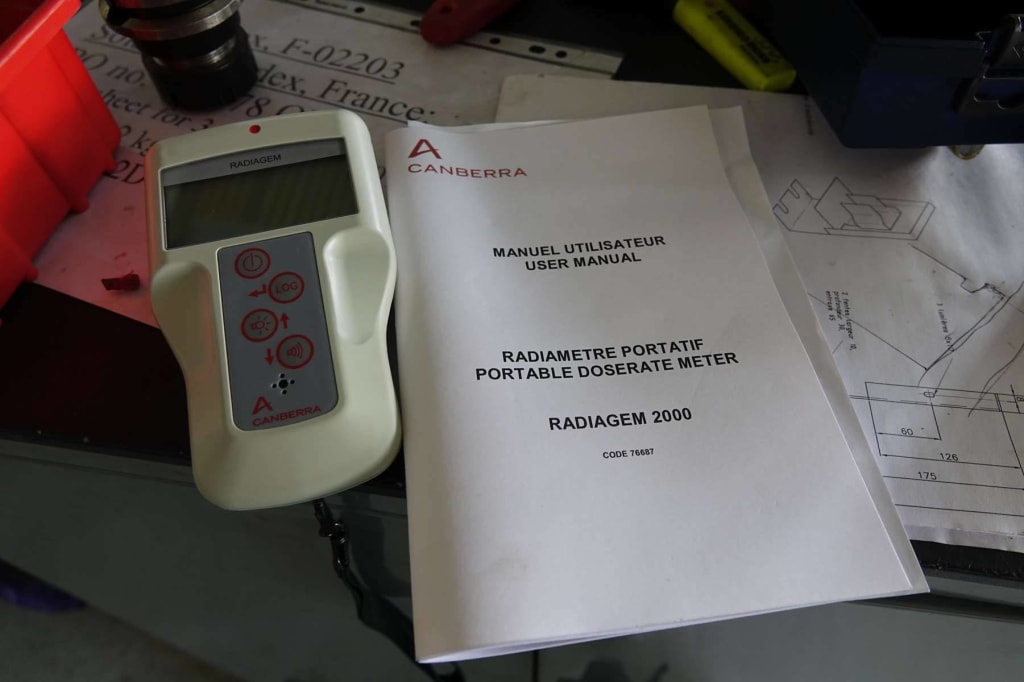 F-02203
dex, France:
RADIAGEM
LOG
CANBERRA
CANBERRA
MANUEL UTILISATEUR
USER MANUAL
RADIAMETRE PORTATIF
PORTABLE DOSERATE METER
RADIAGEM 2000
CODE 76687
60
126
175